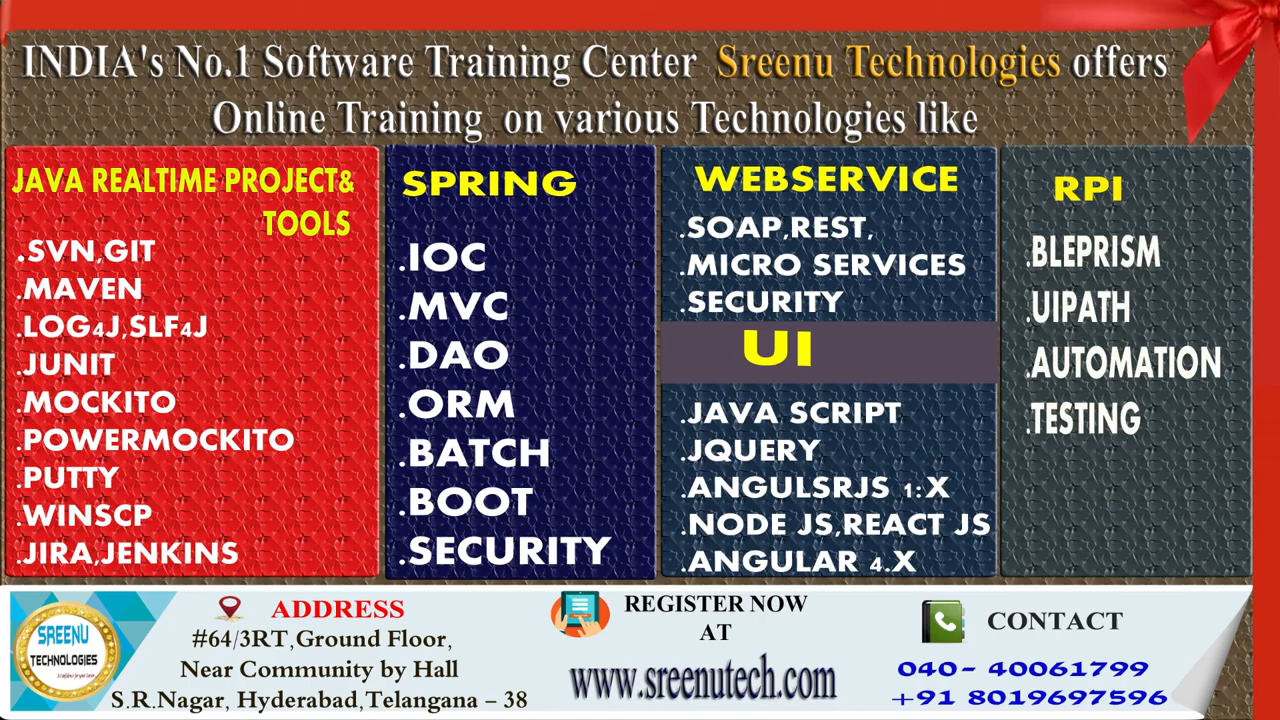 INDIA's No.1 Software Training Center Sreenu Technologies offers
Online Training on various Technologies like
JAVA REALTIME PROJECT&
TOOLS
.SVN,GIT
.MAVEN
.LOG4J,SLF4J
.JUNIT
.MOCKITO
.POWERMOCKITO
.PUTTY
.WINSCP
.JIRA,JENKINS
SPRING
.IOC
.MVC
.DAO
.ORM
.BATCH
.BOOT
.SECURITY
WEBSERVICE
.SOAP,REST,
.MICRO SERVICES
.SECURITY
UI
.JAVA SCRIPT
.JQUERY
.ANGULSRJS 1:X
.NODE JS,REACT JS
.ANGULAR 4.X
RPI
.BLEPRISM
.UIPATH
.AUTOMATION
.TESTING
SREENU
TECHNOLOGIES
ADDRESS
#64/3RT,Ground Floor,
Near Community by Hall
S.R.Nagar, Hyderabad,Telangana – 38
REGISTER NOW
AT
www.sreenutech.com
CONTACT
040- 40061799
+91 8019697596